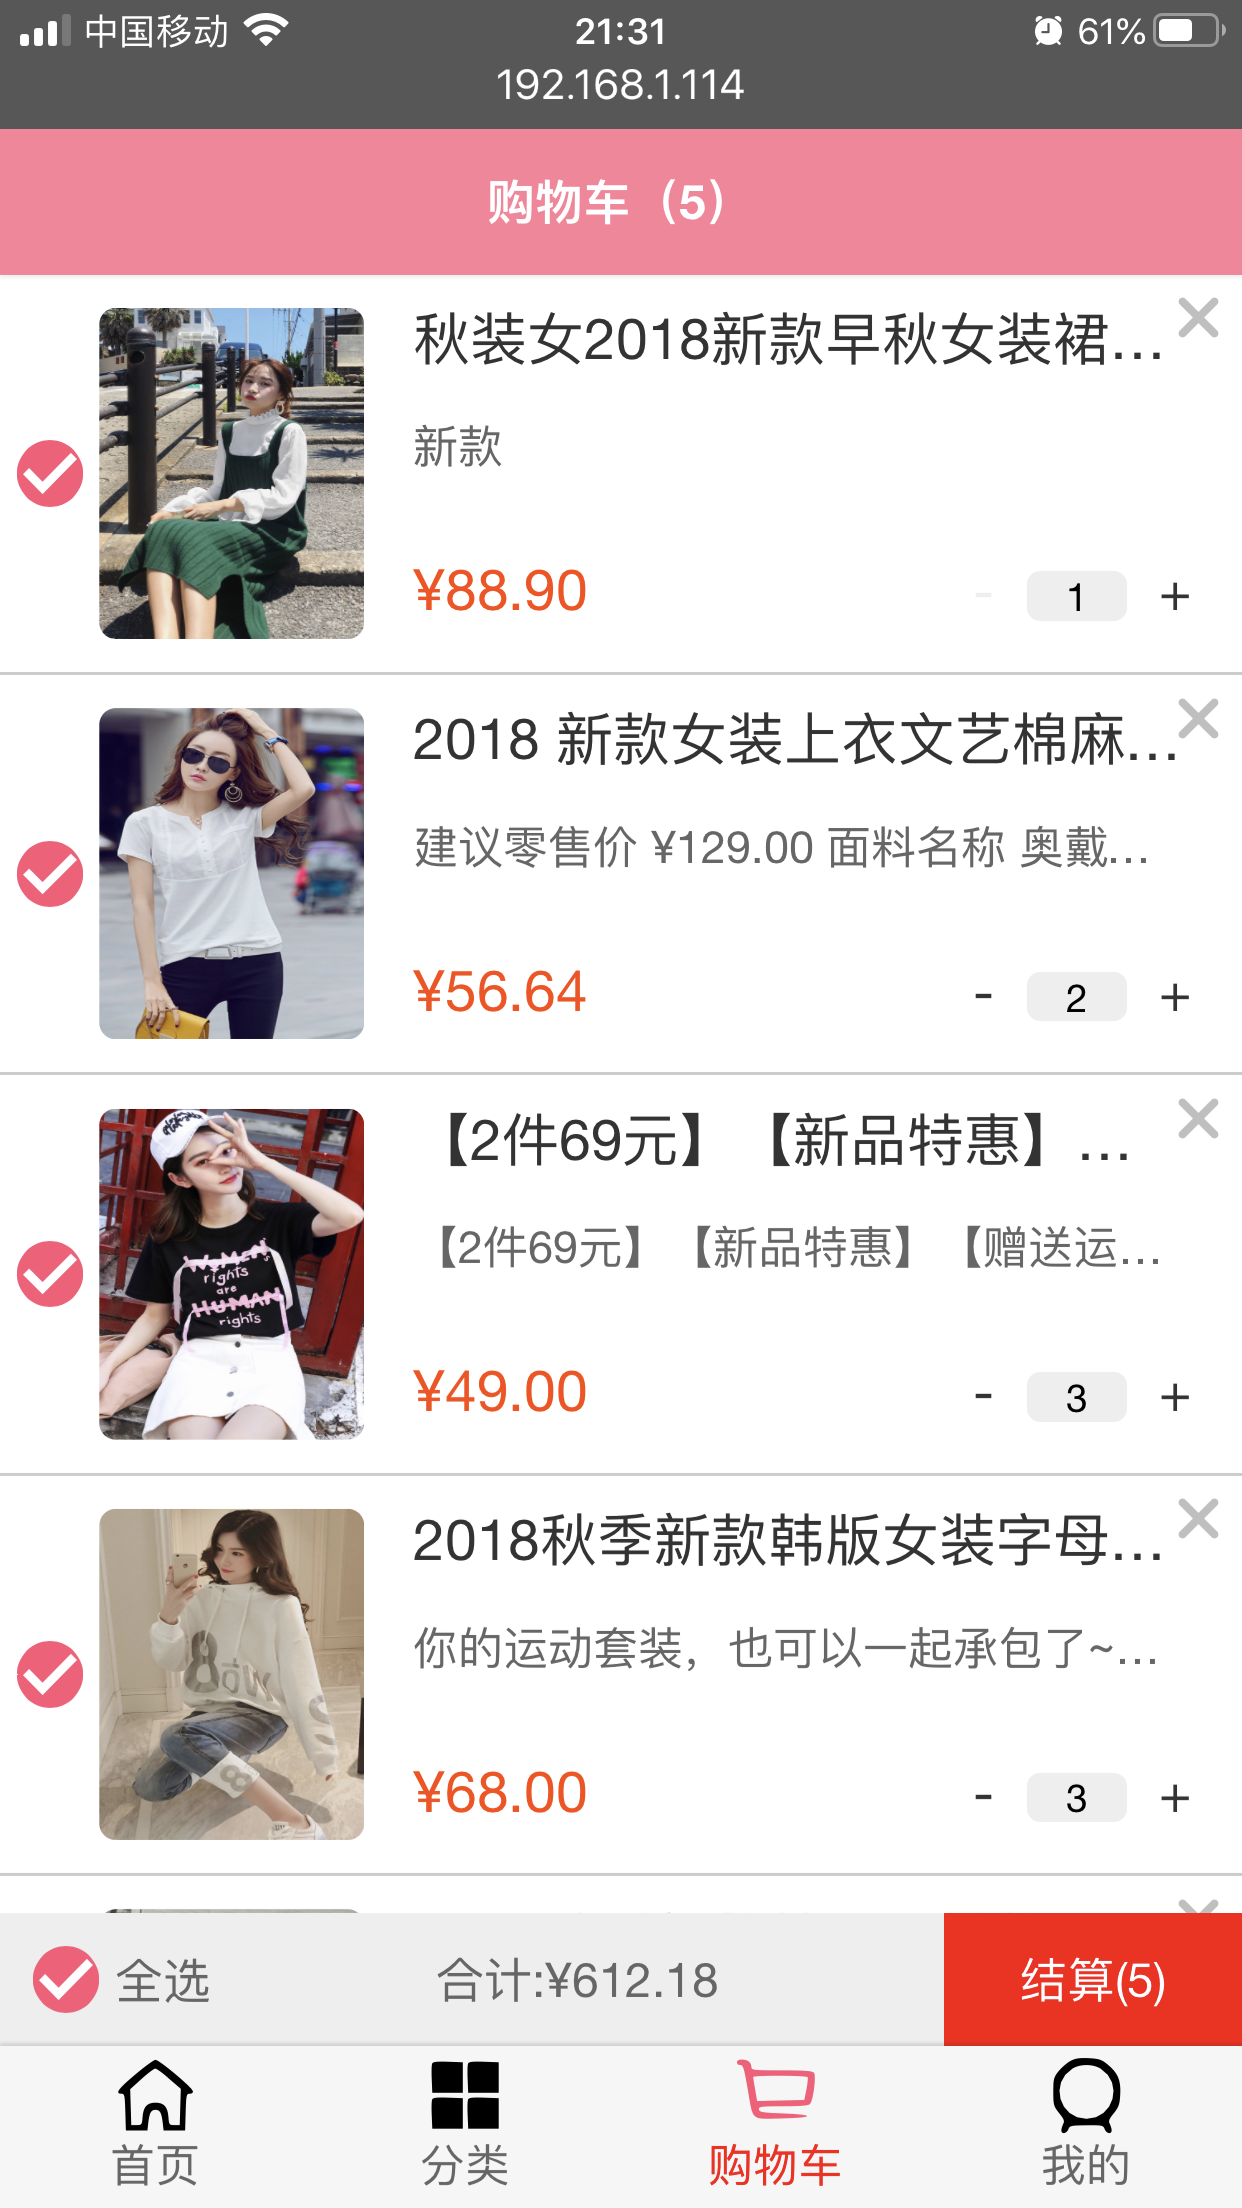 中国移动
21:31
61%
192.168.1.114
购物车（5）
秋装女2018新款早秋女装裙...
新款
¥88.90
- 1 +
2018 新款女装上衣文艺棉麻...
建议零售价 ¥129.00 面料名称 奥戴...
¥56.64
- 2 +
【2件69元】【新品特惠】...
【2件69元】【新品特惠】【赠送运...
rights
are
HUMAN
rights
¥49.00
- 3 +
2018秋季新款韩版女装字母...
你的运动套装，也可以一起承包了~...
¥68.00
- 3 +
全选
合计:¥612.18
结算(5)
首页
分类
购物车
我的